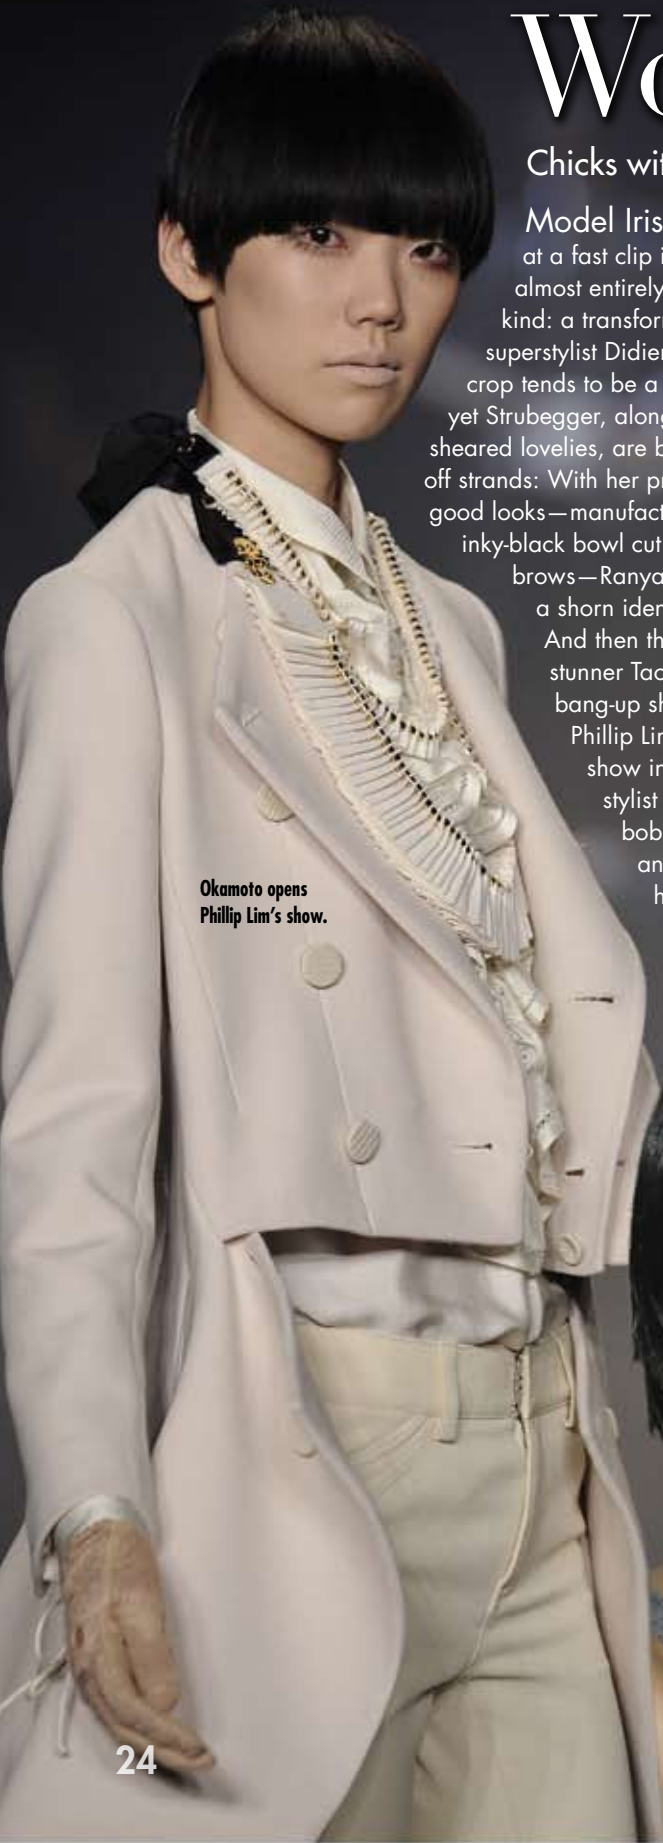 Wo
Chicks wit
Model Iris
at a fast clip i
almost entirely
kind: a transfor
superstylist Didier
crop tends to be a
yet Strubegger, along
sheared lovelies, are b
off strands: With her pr
good looks—manufact
inky-black bowl cut
brows—Ranya
a shorn iden
And then th
stunner Tao
bang-up sh
Phillip Lim
show in
stylist
bob
an
h
Okamoto opens
Phillip Lim’s show.
24